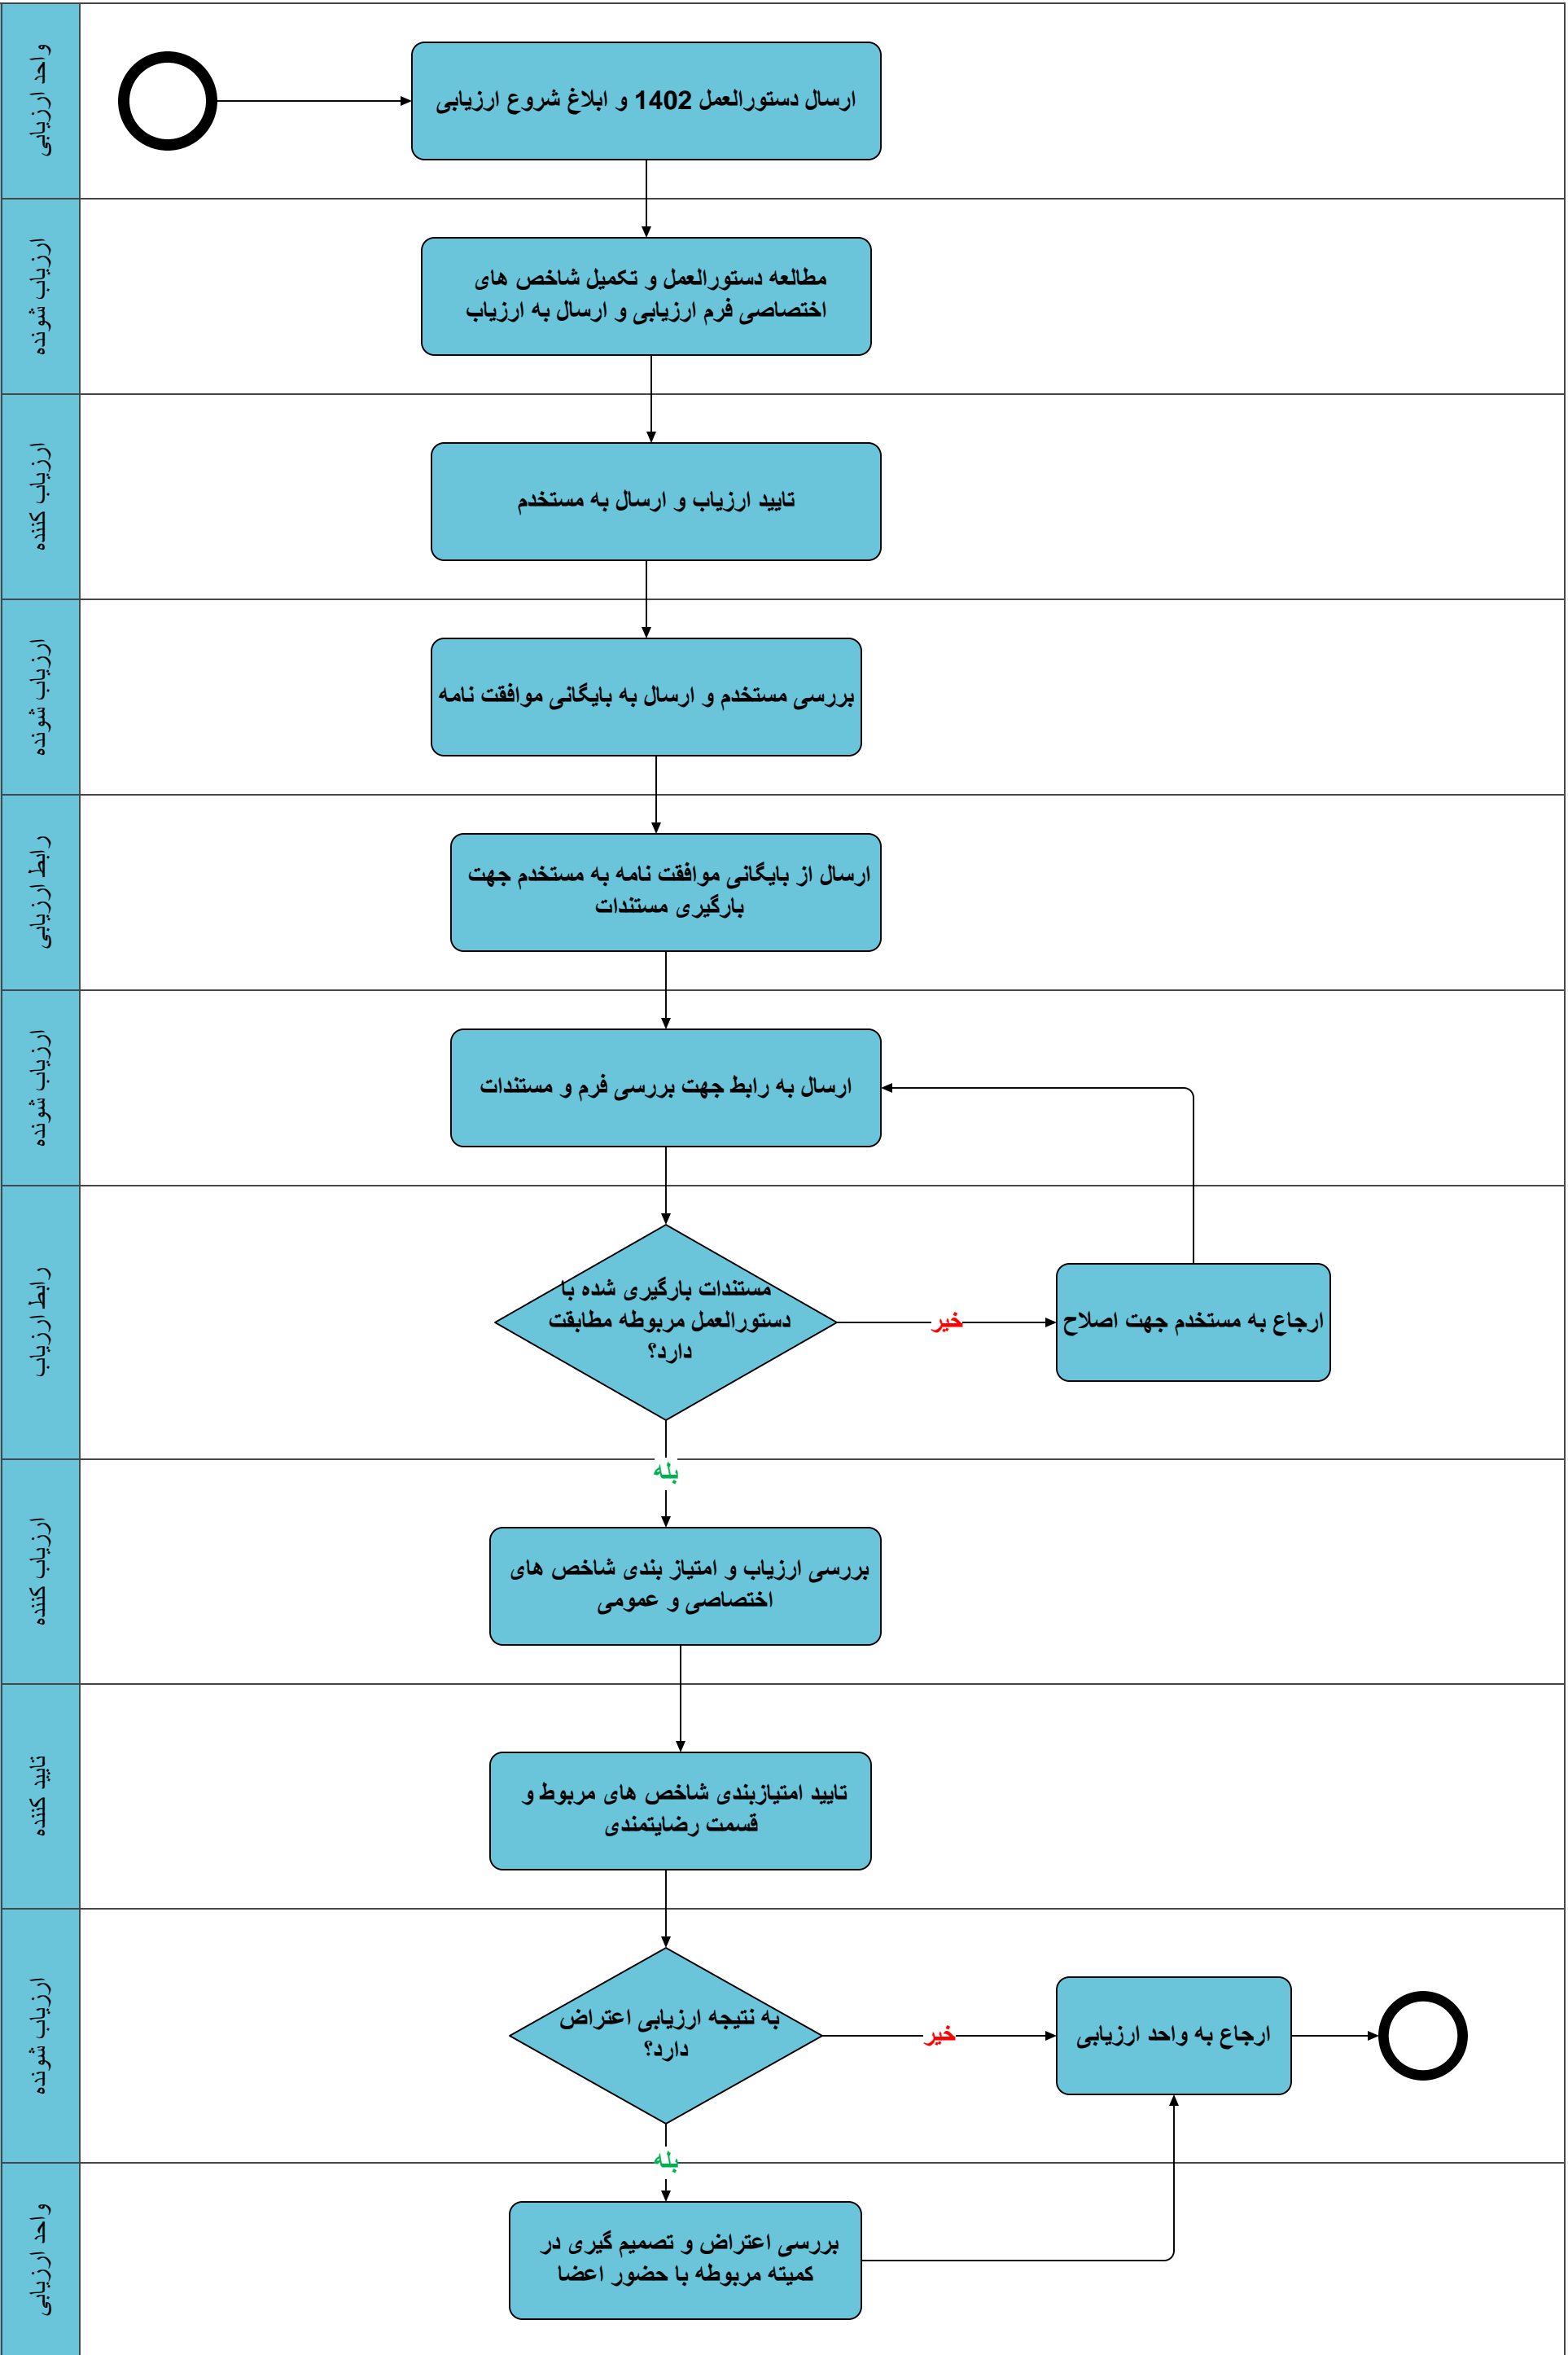 واحد ارزیابی
ارسال دستورالعمل 1402 و ابلاغ شروع ارزیابی
ارزیاب شونده
مطالعه دستورالعمل و تکمیل شاخص های
اختصاصی فرم ارزیابی و ارسال به ارزیاب
ارزیاب کننده
تایید ارزیاب و ارسال به مستخدم
ارزیاب شونده
بررسی مستخدم و ارسال به بایگانی موافقت نامه
رابط ارزیابی
ارسال از بایگانی موافقت نامه به مستخدم جهت
بارگیری مستندات
ارزیاب شونده
ارسال به رابط جهت بررسی فرم و مستندات
رابط ارزیاب
مستندات بارگیری شده با
دستورالعمل مربوطه مطابقت
دارد؟
خیر
ارجاع به مستخدم جهت اصلاح
بله
ارزیاب کننده
بررسی ارزیاب و امتیاز بندی شاخص های
اختصاصی و عمومی
تایید کننده
تایید امتیازبندی شاخص های مربوط و
قسمت رضایتمندی
ارزیاب شونده
به نتیجه ارزیابی اعتراض
دارد؟
خیر
ارجاع به واحد ارزیابی
بله
واحد ارزیابی
بررسی اعتراض و تصمیم گیری در
کمیته مربوطه با حضور اعضا